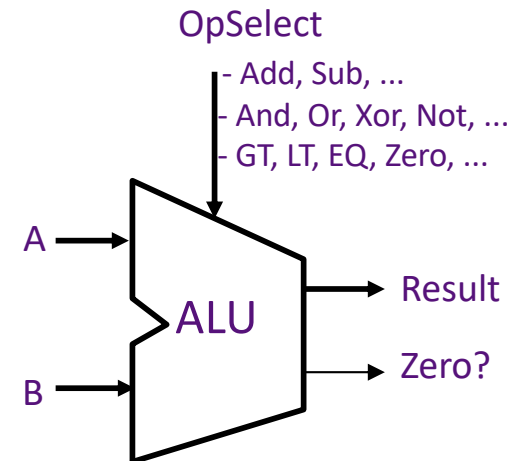 OpSelect
- Add, Sub, ...
- And, Or, Xor, Not, ...
- GT, LT, EQ, Zero, ...
A
ALU
Result
Zero?
B